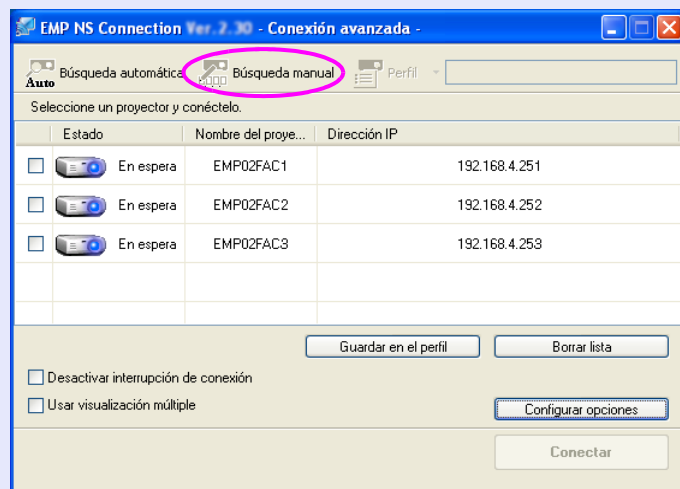 EMP NS Connection Ver. 2.30 - Conexión avanzada -
Auto Búsqueda automática Búsqueda manual Perfil
Seleccione un proyector y conéctelo.
Estado Nombre del proye... Dirección IP
En espera EMP02FAC1 192.168.4.251
En espera EMP02FAC2 192.168.4.252
En espera EMP02FAC3 192.168.4.253
Guardar en el perfil Borrar lista
Desactivar interrupción de conexión
Usar visualización múltiple
Configurar opciones
Conectar